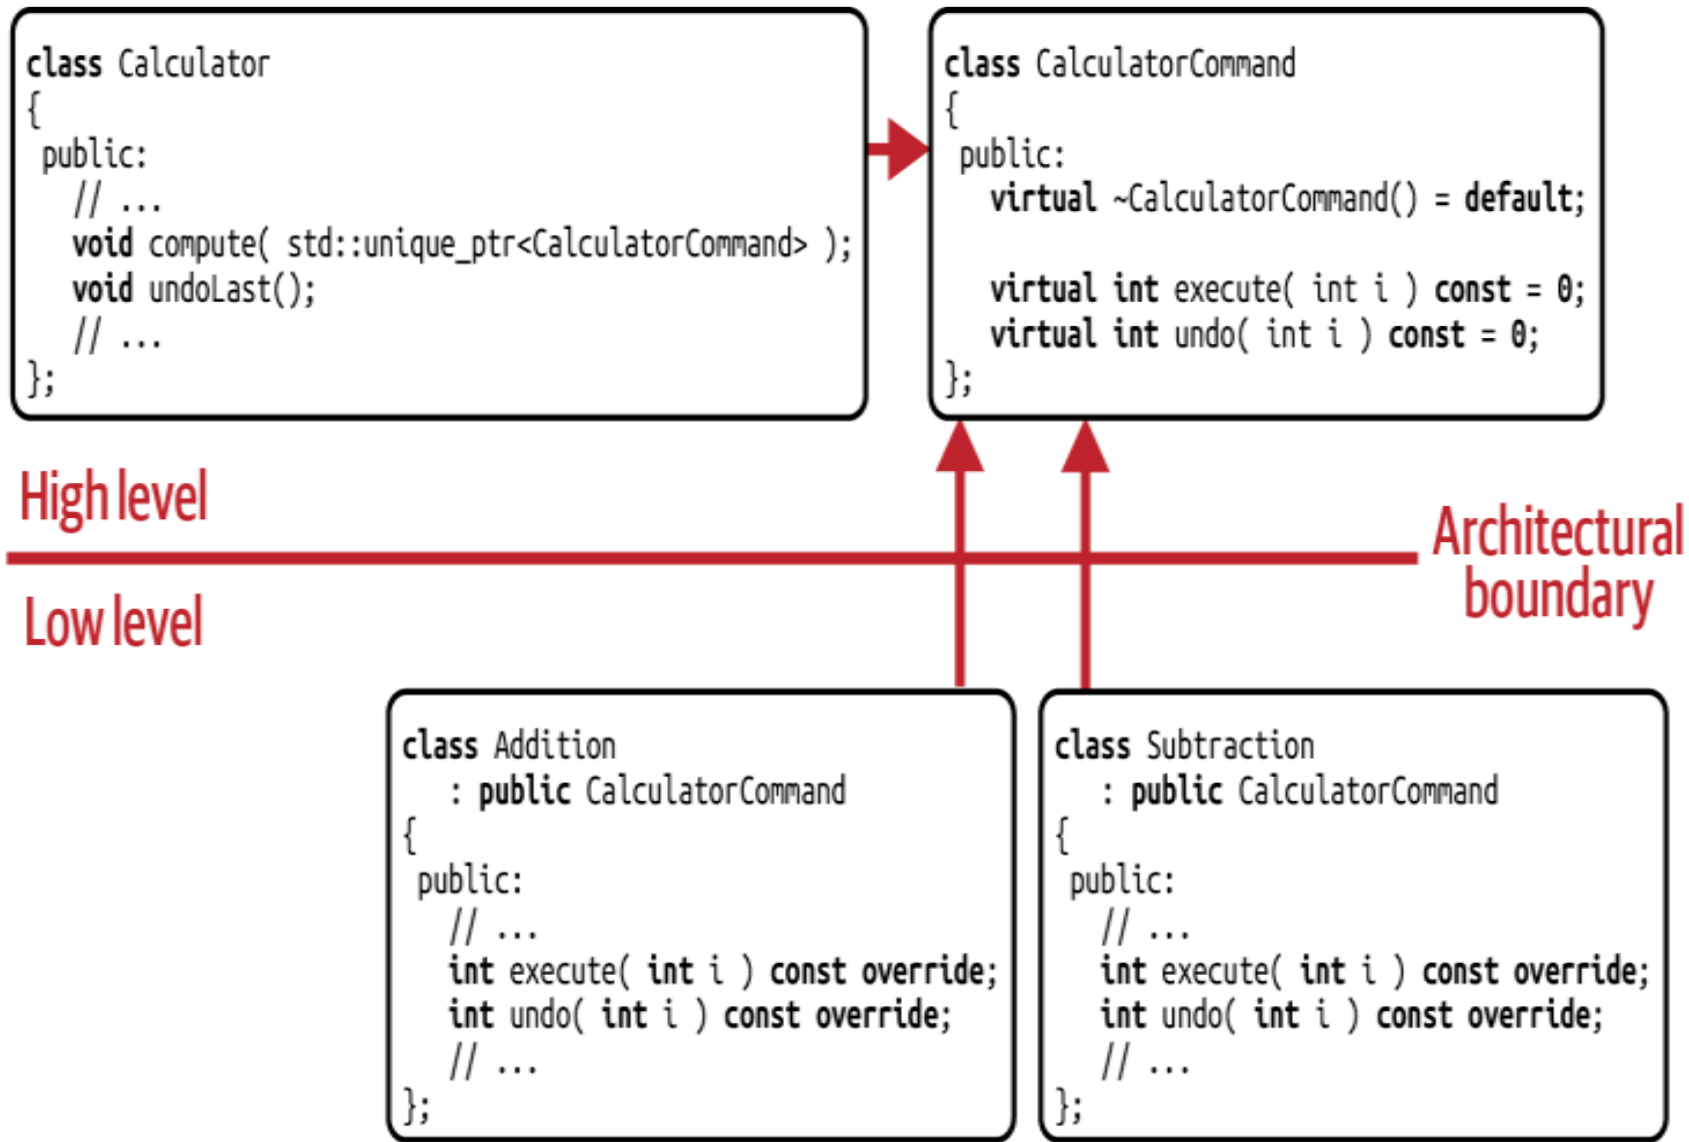 class Calculator
{
 public:
   // ...
   void compute( std::unique_ptr<CalculatorCommand> );
   void undoLast();
   // ...
};
class CalculatorCommand
{
 public:
   virtual ~CalculatorCommand() = default;

   virtual int execute( int i ) const = 0;
   virtual int undo( int i ) const = 0;
};
High level
Architectural
boundary
Low level
class Addition
   : public CalculatorCommand
{
 public:
   // ...
   int execute( int i ) const override;
   int undo( int i ) const override;
   // ...
};
class Subtraction
   : public CalculatorCommand
{
 public:
   // ...
   int execute( int i ) const override;
   int undo( int i ) const override;
   // ...
};